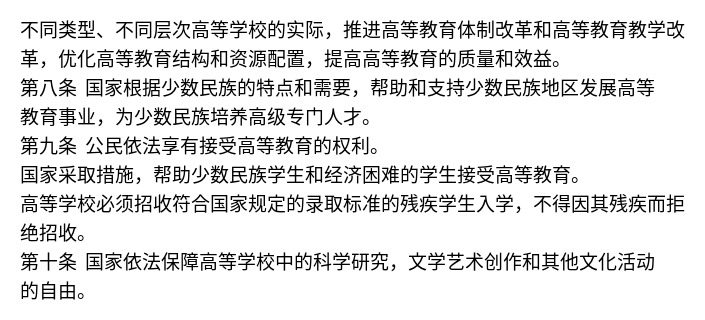 不同类型、不同层次高等学校的实际，推进高等教育体制改革和高等教育教学改
革，优化高等教育结构和资源配置，提高高等教育的质量和效益。
第八条 国家根据少数民族的特点和需要，帮助和支持少数民族地区发展高等
教育事业，为少数民族培养高级专门人才。
第九条 公民依法享有接受高等教育的权利。
国家采取措施，帮助少数民族学生和经济困难的学生接受高等教育。
高等学校必须招收符合国家规定的录取标准的残疾学生入学，不得因其残疾而拒
绝招收。
第十条 国家依法保障高等学校中的科学研究，文学艺术创作和其他文化活动
的自由。